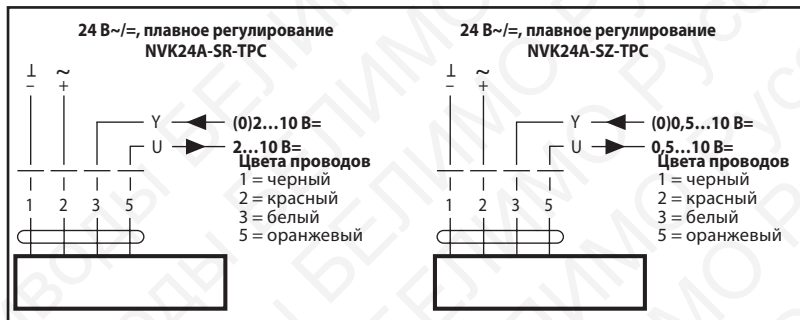 24 В~/=, плавное регулирование
NVK24A-SR-TPC
⊥ ~
– +
Y (0)2...10 В=
U 2...10 В=
Цвета проводов
1 = черный
2 = красный
3 = белый
5 = оранжевый
1 2 3 5
24 В~/=, плавное регулирование
NVK24A-SZ-TPC
⊥ ~
– +
Y (0)0,5...10 В=
U 0,5...10 В=
Цвета проводов
1 = черный
2 = красный
3 = белый
5 = оранжевый
1 2 3 5